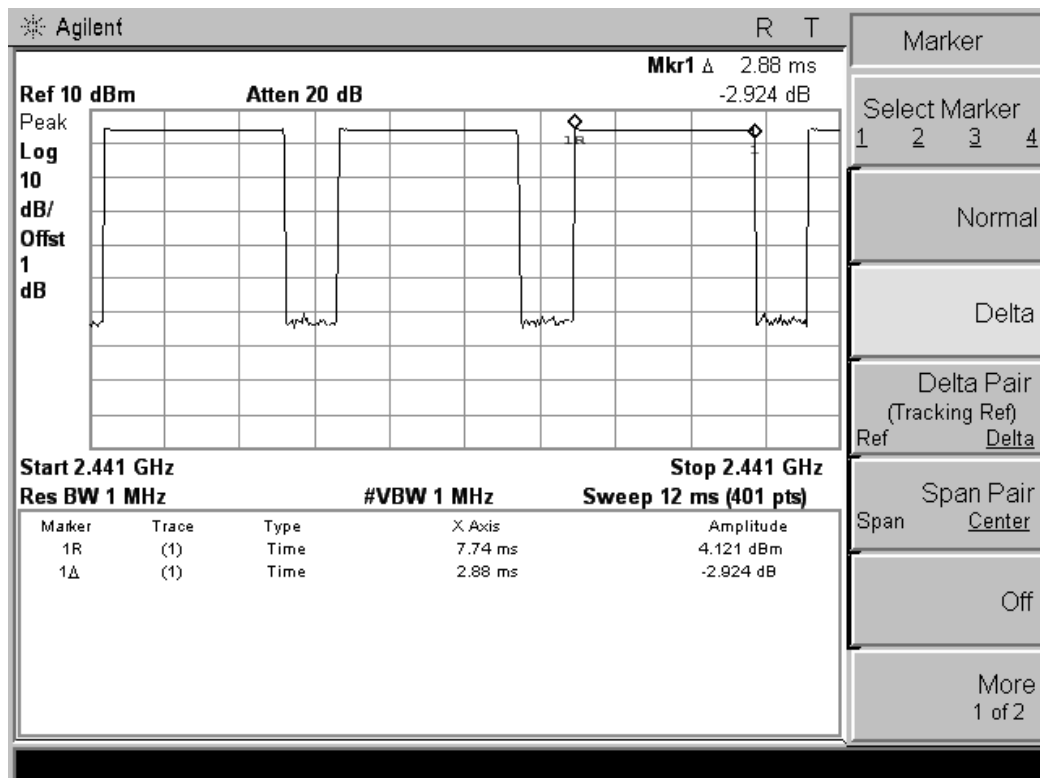 Agilent R T
Mkr1 Δ 2.88 ms
Ref 10 dBm Atten 20 dB -2.924 dB
Peak
Log
10
dB/
Offst
1
dB
1R
1
Start 2.441 GHz Stop 2.441 GHz
Res BW 1 MHz #VBW 1 MHz Sweep 12 ms (401 pts)
Marker Trace Type X Axis Amplitude
1R (1) Time 7.74 ms 4.121 dBm
1Δ (1) Time 2.88 ms -2.924 dB
Marker
Select Marker
1 2 3 4
Normal
Delta
Delta Pair
(Tracking Ref)
Ref Delta
Span Pair
Span Center
Off
More
1 of 2